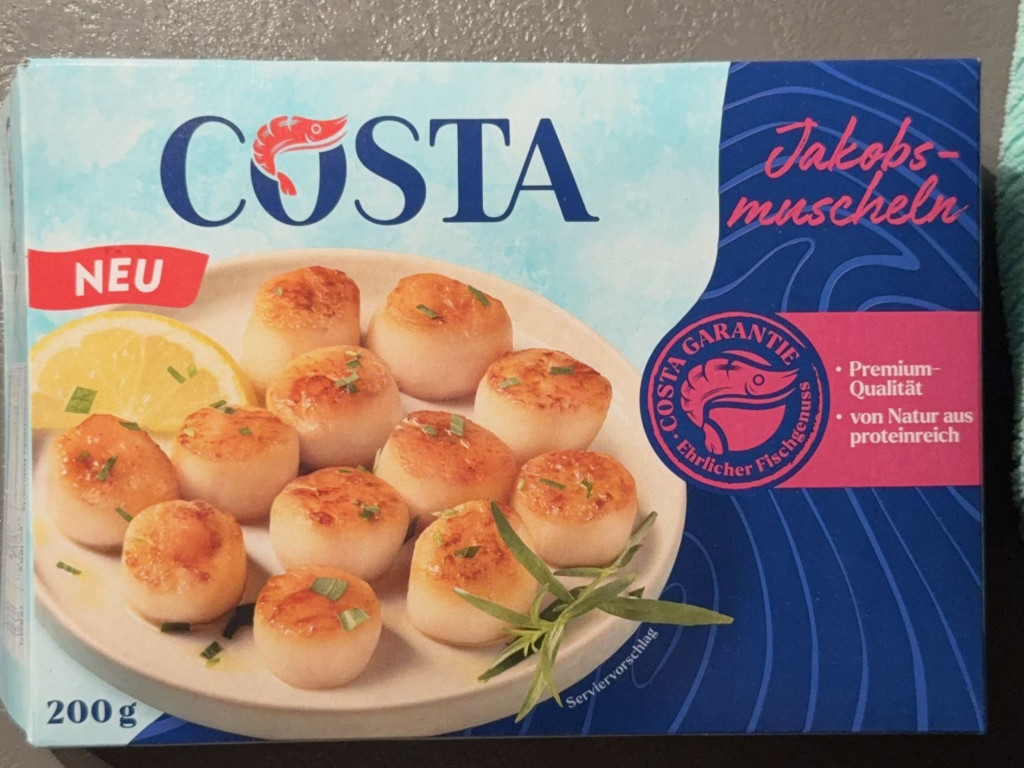 COSTA
Jakobs-
muscheln
NEU
COSTA GARANTIE
· Ehrlicher Fischgenuss ·
• Premium-
Qualität
• von Natur aus
proteinreich
Serviervorschlag
200 g